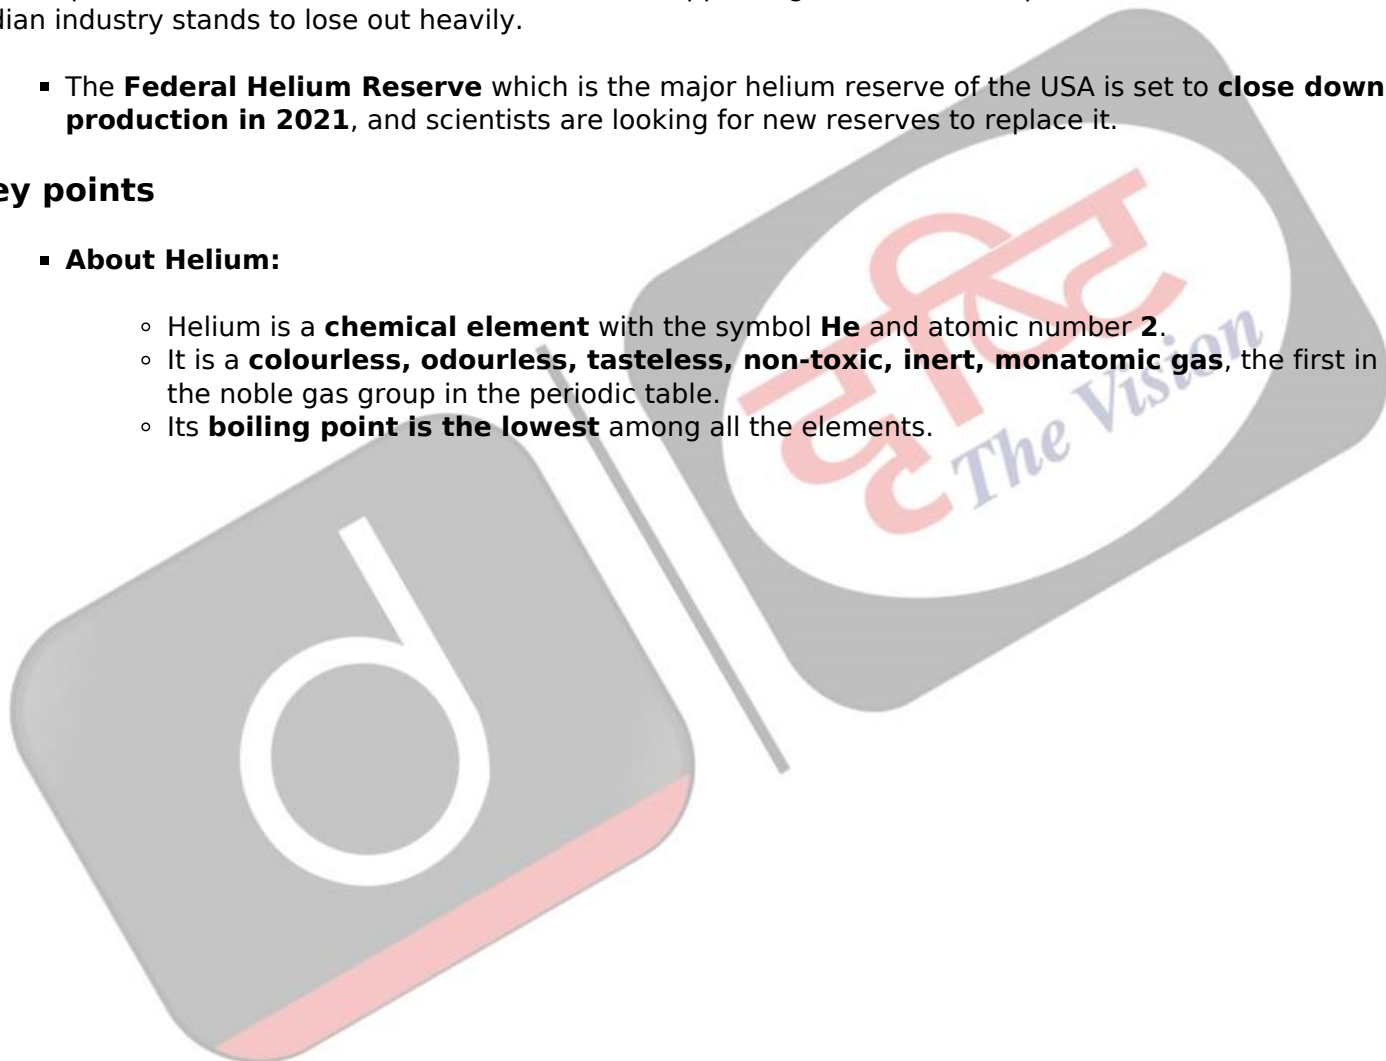 dian industry stands to lose out heavily.
▪ The Federal Helium Reserve which is the major helium reserve of the USA is set to close down
production in 2021, and scientists are looking for new reserves to replace it.
ey points
▪ About Helium:
◦ Helium is a chemical element with the symbol He and atomic number 2.
◦ It is a colourless, odourless, tasteless, non-toxic, inert, monatomic gas, the first in
the noble gas group in the periodic table.
◦ Its boiling point is the lowest among all the elements.
दृष्टि
The Vision
d